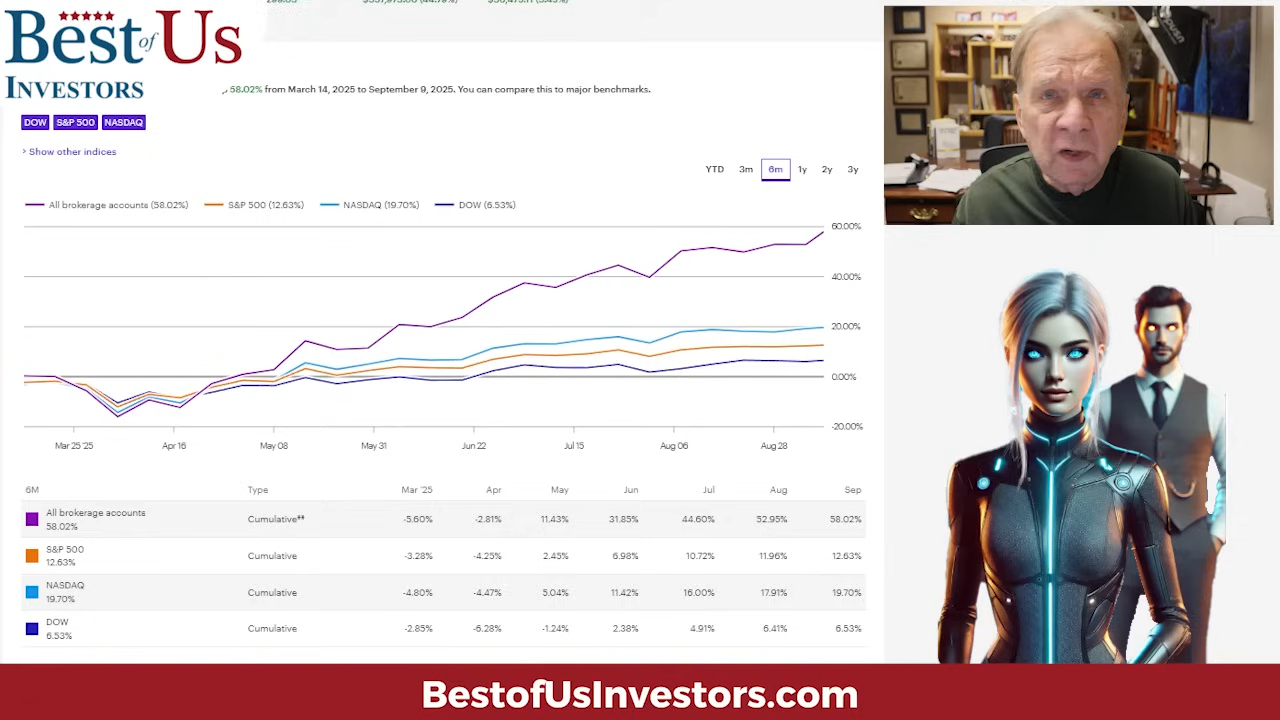 Best of Us
INVESTORS
58.02% from March 14, 2025 to September 9, 2025. You can compare this to major benchmarks.
DOW S&P 500 NASDAQ
> Show other indices
YTD 3m 6m 1y 2y 3y
All brokerage accounts (58.02%) S&P 500 (12.63%) NASDAQ (19.70%) DOW (6.53%)
60.00%
40.00%
20.00%
0.00%
-20.00%
Mar 25 '25 Apr 16 May 08 May 31 Jun 22 Jul 15 Aug 06 Aug 28
6M Type Mar '25 Apr May Jun Jul Aug Sep
All brokerage accounts
58.02%
Cumulative** -5.60% -2.81% 11.43% 31.85% 44.60% 52.95% 58.02%
S&P 500
12.63%
Cumulative -3.28% -4.25% 2.45% 6.98% 10.72% 11.96% 12.63%
NASDAQ
19.70%
Cumulative -4.80% -4.47% 5.04% 11.42% 16.00% 17.91% 19.70%
DOW
6.53%
Cumulative -2.85% -6.28% -1.24% 2.38% 4.91% 6.41% 6.53%
BestofUsInvestors.com